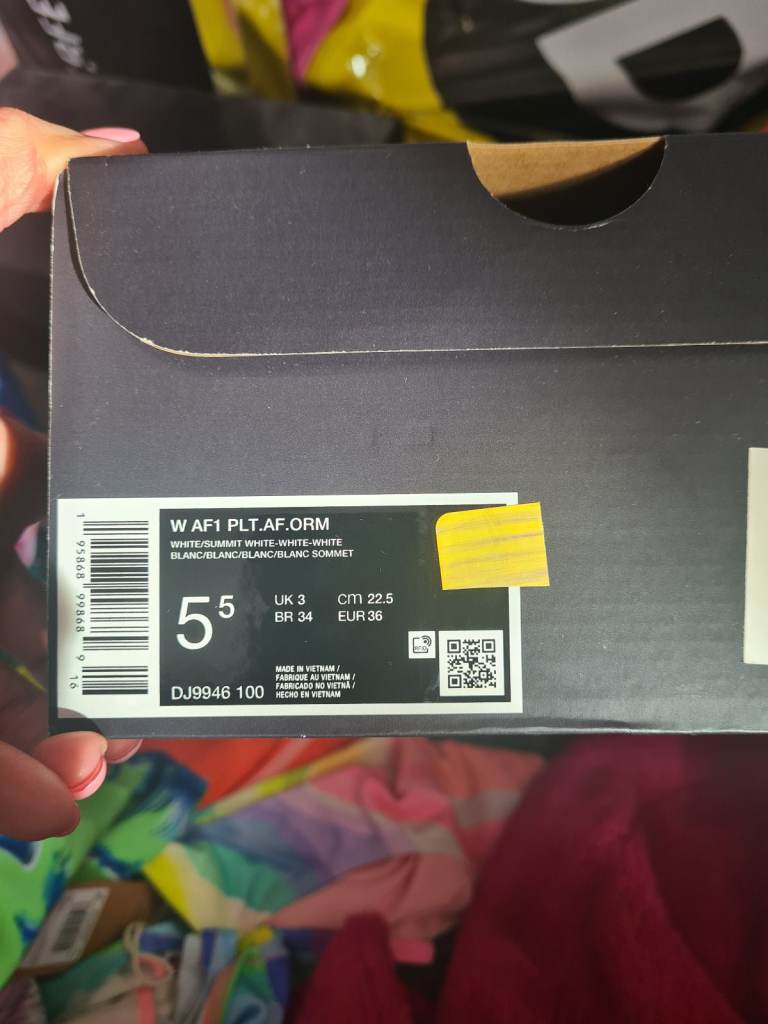 W AF1 PLT.AF.ORM
WHITE/SUMMIT WHITE-WHITE-WHITE
BLANC/BLANC/BLANC/BLANC SOMMET
5 5
UK 3 cm 22.5
BR 34 EUR 36
RFID
MADE IN VIETNAM /
FABRIQUE AU VIETNAM /
FABRICADO NO VIETNÃ /
HECHO EN VIETNAM
DJ9946 100
1 95868 99868 9 16